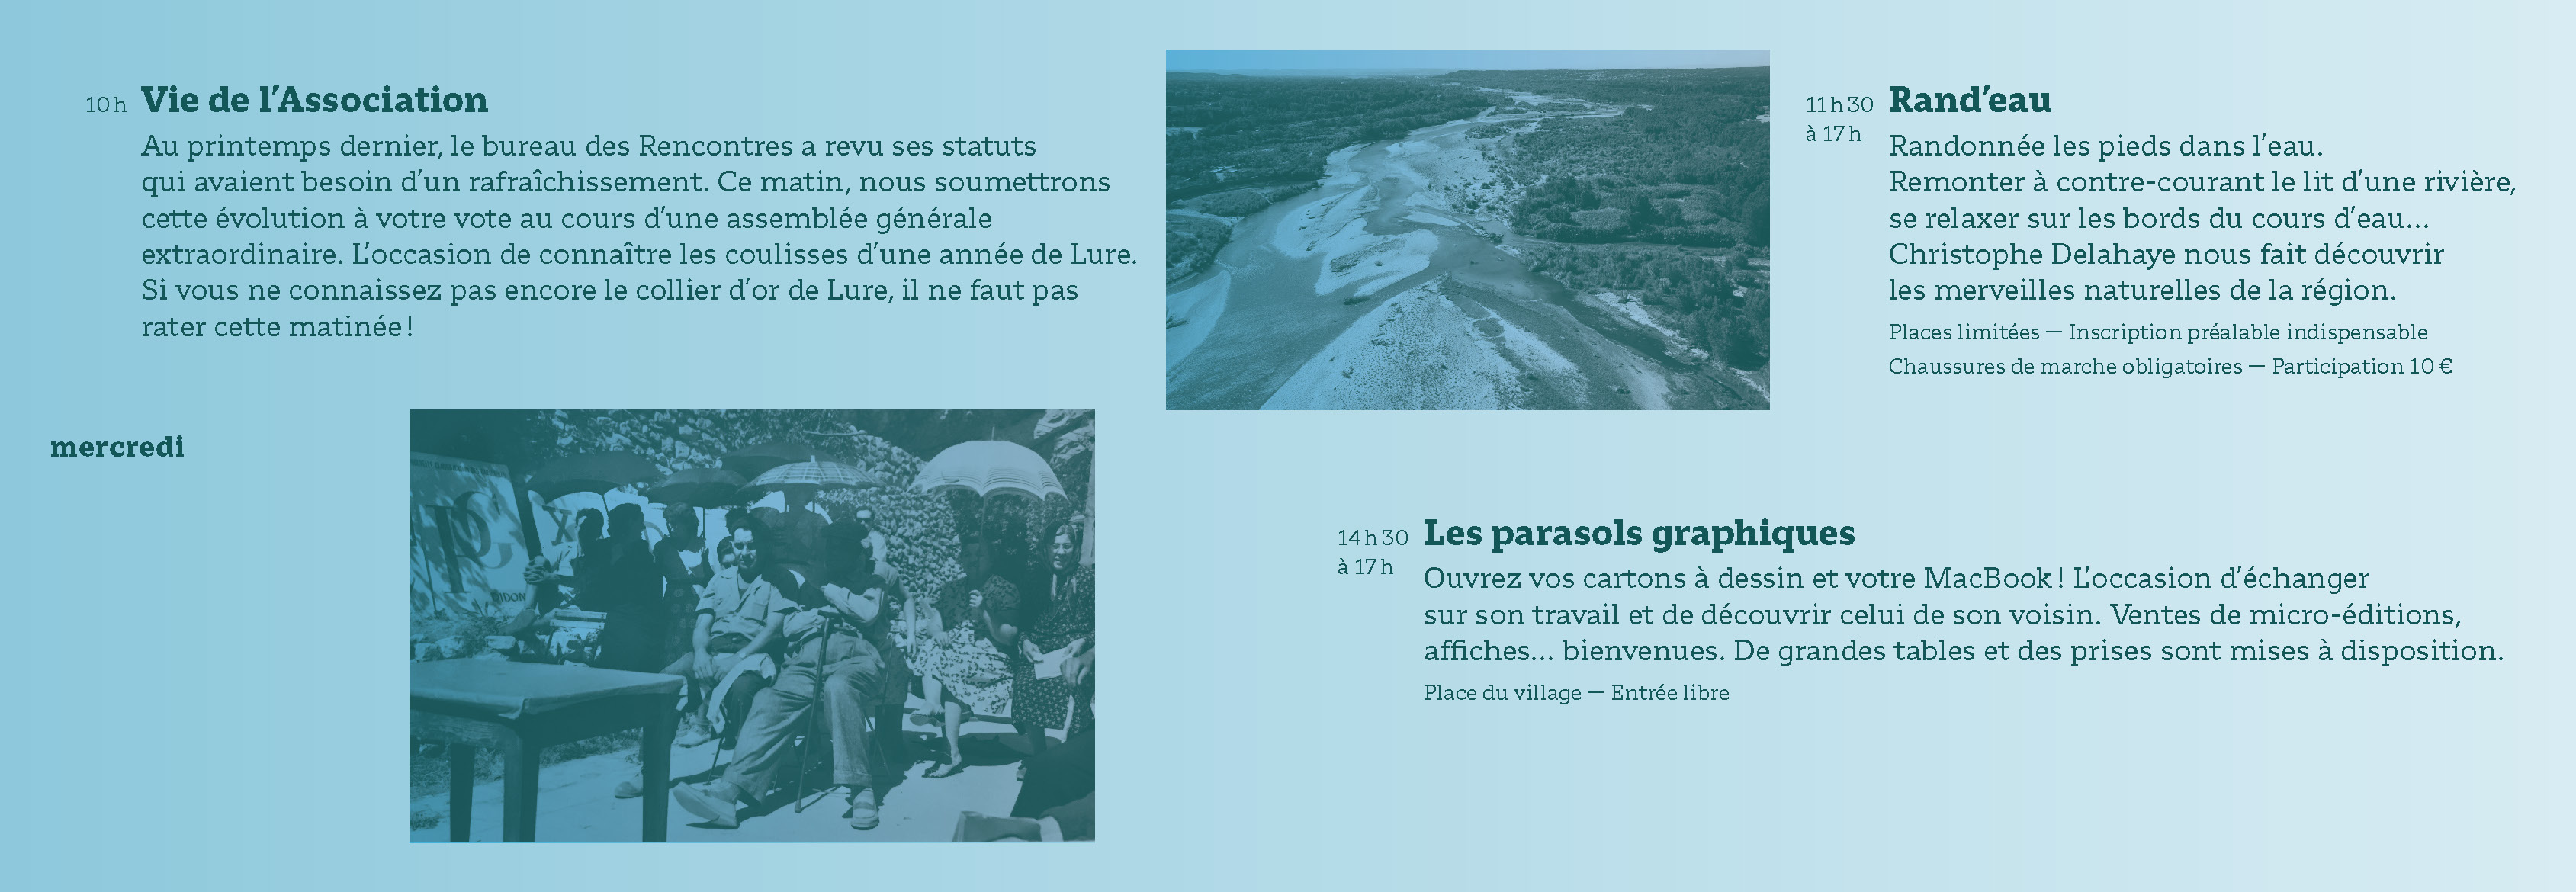 10 h
Vie de l’Association
Au printemps dernier, le bureau des Rencontres a revu ses statuts
qui avaient besoin d’un rafraîchissement. Ce matin, nous soumettrons
cette évolution à votre vote au cours d’une assemblée générale
extraordinaire. L’occasion de connaître les coulisses d’une année de Lure.
Si vous ne connaissez pas encore le collier d’or de Lure, il ne faut pas
rater cette matinée !
11 h 30
à 17 h
Rand’eau
Randonnée les pieds dans l’eau.
Remonter à contre-courant le lit d’une rivière,
se relaxer sur les bords du cours d’eau…
Christophe Delahaye nous fait découvrir
les merveilles naturelles de la région.
Places limitées — Inscription préalable indispensable
Chaussures de marche obligatoires — Participation 10 €
mercredi
14 h 30
à 17 h
Les parasols graphiques
Ouvrez vos cartons à dessin et votre MacBook ! L’occasion d’échanger
sur son travail et de découvrir celui de son voisin. Ventes de micro-éditions,
affiches… bienvenues. De grandes tables et des prises sont mises à disposition.
Place du village — Entrée libre